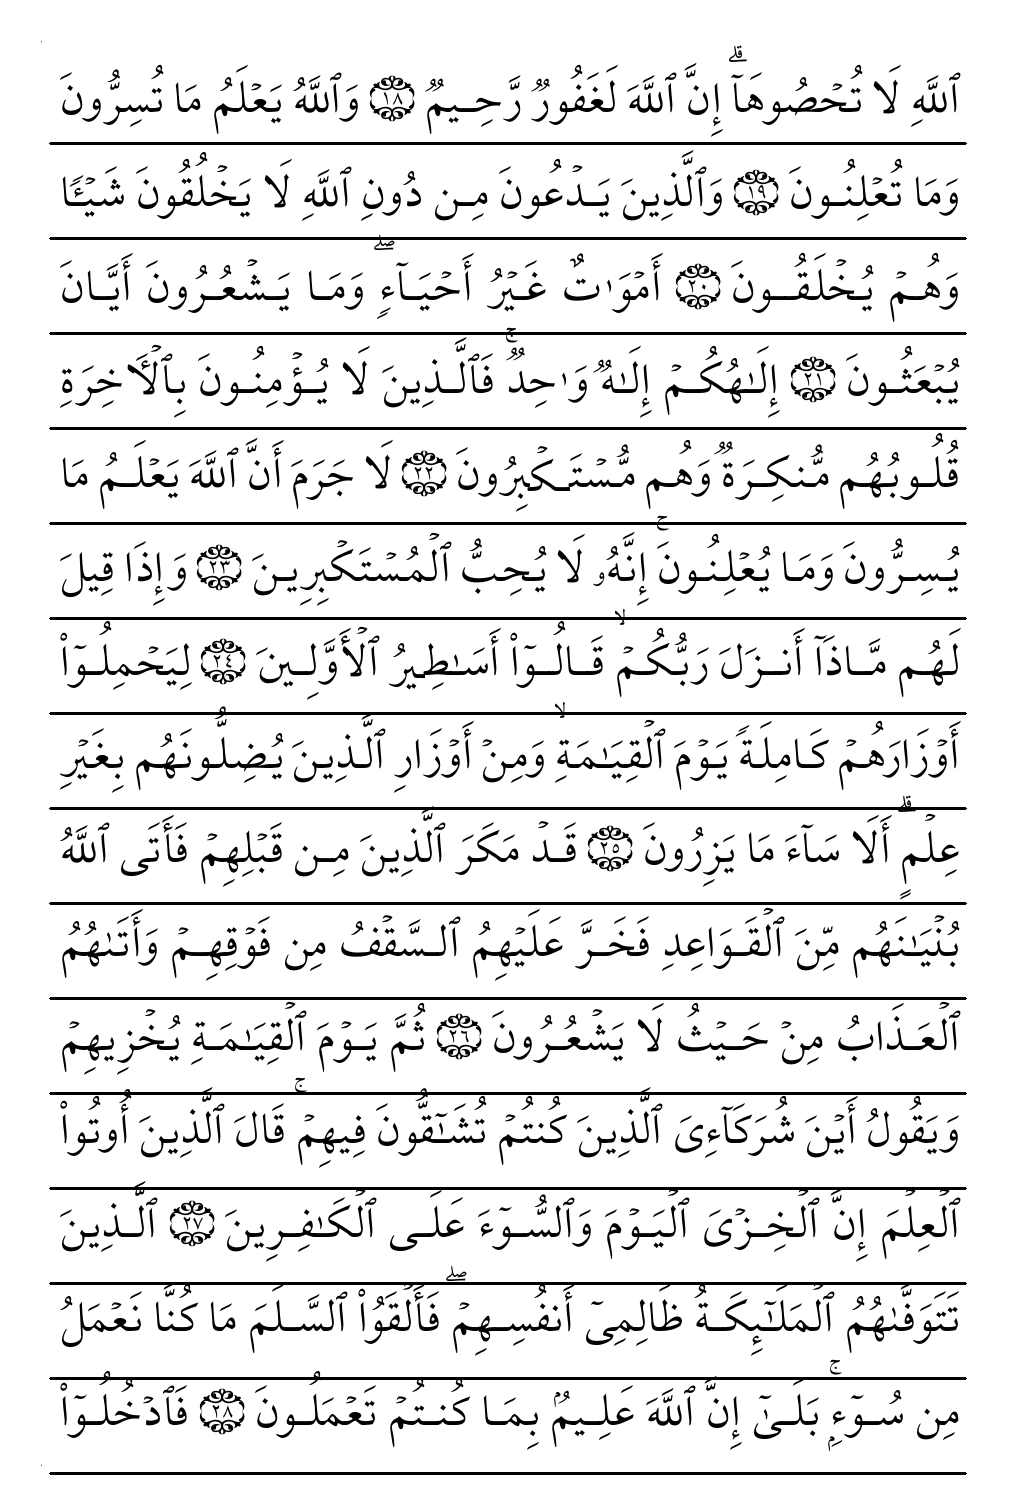 ٱللَّهِ لَا تُحۡصُوهَآۗ إِنَّ ٱللَّهَ لَغَفُورٞ رَّحِيمٞ ١٨ وَٱللَّهُ يَعۡلَمُ مَا تُسِرُّونَ
وَمَا تُعۡلِنُونَ ١٩ وَٱلَّذِينَ يَدۡعُونَ مِن دُونِ ٱللَّهِ لَا يَخۡلُقُونَ شَيۡـٔٗا
وَهُمۡ يُخۡلَقُونَ ٢٠ أَمۡوَٰتٌ غَيۡرُ أَحۡيَآءٖۖ وَمَا يَشۡعُرُونَ أَيَّانَ
يُبۡعَثُونَ ٢١ إِلَٰهُكُمۡ إِلَٰهٞ وَٰحِدٞۚ فَٱلَّذِينَ لَا يُؤۡمِنُونَ بِٱلۡأٓخِرَةِ
قُلُوبُهُم مُّنكِرَةٞ وَهُم مُّسۡتَكۡبِرُونَ ٢٢ لَا جَرَمَ أَنَّ ٱللَّهَ يَعۡلَمُ مَا
يُسِرُّونَ وَمَا يُعۡلِنُونَۚ إِنَّهُۥ لَا يُحِبُّ ٱلۡمُسۡتَكۡبِرِينَ ٢٣ وَإِذَا قِيلَ
لَهُم مَّاذَآ أَنزَلَ رَبُّكُمۡۙ قَالُوٓاْ أَسَٰطِيرُ ٱلۡأَوَّلِينَ ٢٤ لِيَحۡمِلُوٓاْ
أَوۡزَارَهُمۡ كَامِلَةٗ يَوۡمَ ٱلۡقِيَٰمَةِۙ وَمِنۡ أَوۡزَارِ ٱلَّذِينَ يُضِلُّونَهُم بِغَيۡرِ
عِلۡمٍۗ أَلَا سَآءَ مَا يَزِرُونَ ٢٥ قَدۡ مَكَرَ ٱلَّذِينَ مِن قَبۡلِهِمۡ فَأَتَى ٱللَّهُ
بُنۡيَٰنَهُم مِّنَ ٱلۡقَوَاعِدِ فَخَرَّ عَلَيۡهِمُ ٱلسَّقۡفُ مِن فَوۡقِهِمۡ وَأَتَىٰهُمُ
ٱلۡعَذَابُ مِنۡ حَيۡثُ لَا يَشۡعُرُونَ ٢٦ ثُمَّ يَوۡمَ ٱلۡقِيَٰمَةِ يُخۡزِيهِمۡ
وَيَقُولُ أَيۡنَ شُرَكَآءِيَ ٱلَّذِينَ كُنتُمۡ تُشَٰٓقُّونَ فِيهِمۡۚ قَالَ ٱلَّذِينَ أُوتُواْ
ٱلۡعِلۡمَ إِنَّ ٱلۡخِزۡيَ ٱلۡيَوۡمَ وَٱلسُّوٓءَ عَلَى ٱلۡكَٰفِرِينَ ٢٧ ٱلَّذِينَ
تَتَوَفَّىٰهُمُ ٱلۡمَلَٰٓئِكَةُ ظَالِمِيٓ أَنفُسِهِمۡۖ فَأَلۡقَوُاْ ٱلسَّلَمَ مَا كُنَّا نَعۡمَلُ
مِن سُوٓءِۭۚ بَلَىٰٓ إِنَّ ٱللَّهَ عَلِيمُۢ بِمَا كُنتُمۡ تَعۡمَلُونَ ٢٨ فَٱدۡخُلُوٓاْ